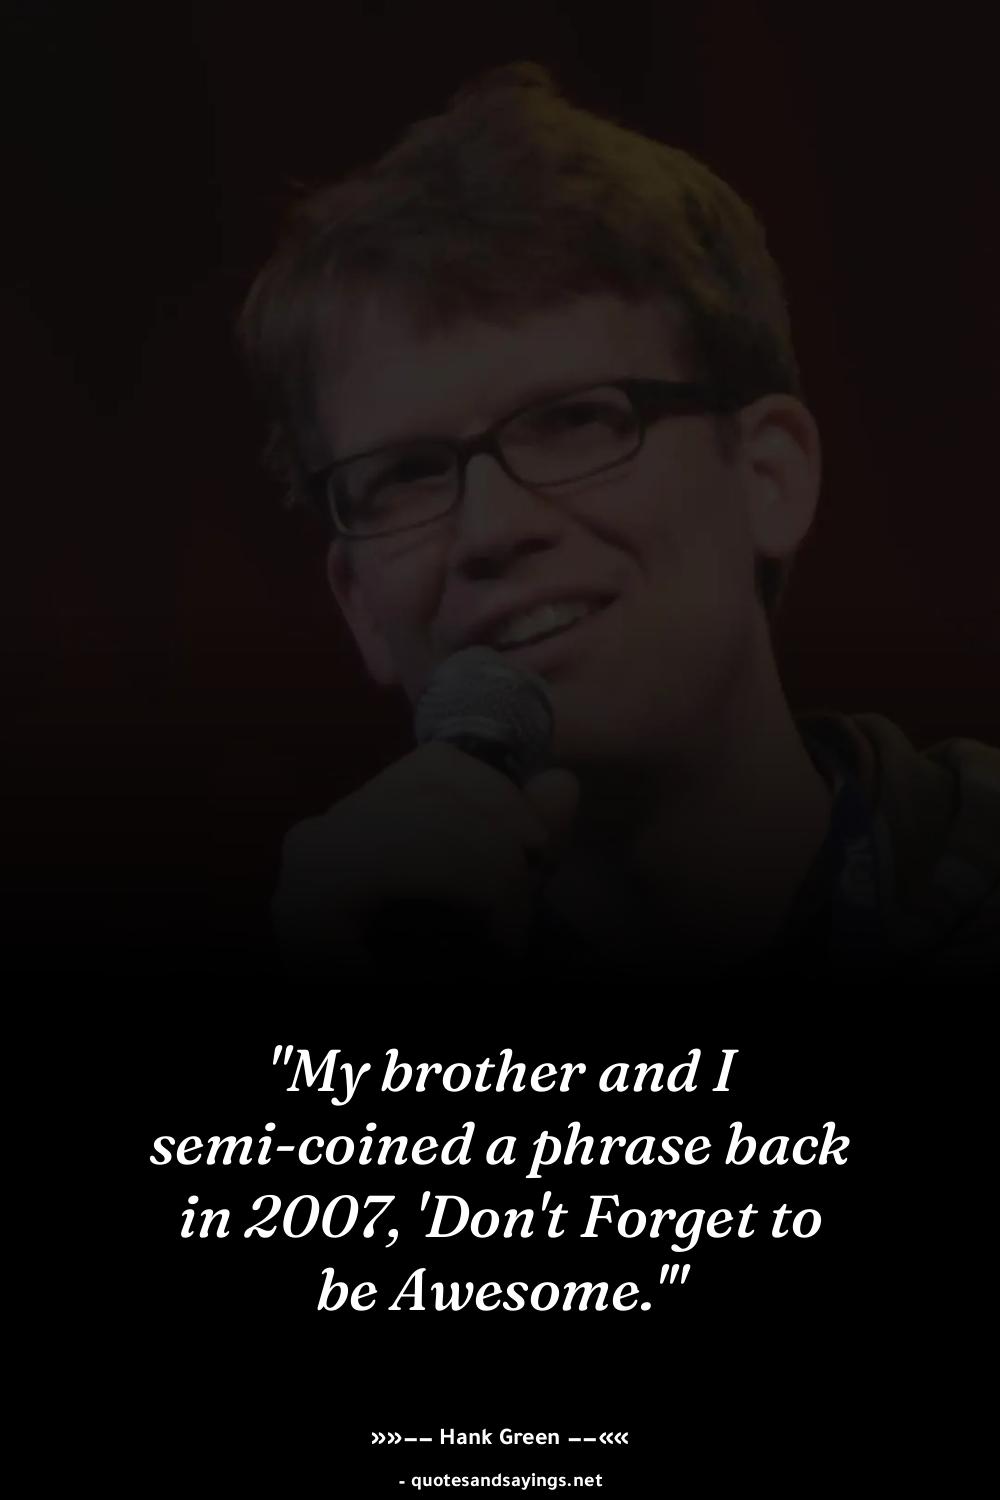 "My brother and I
semi-coined a phrase back
in 2007, 'Don't Forget to
be Awesome.'"
»»−− Hank Green −−««
- quotesandsayings.net